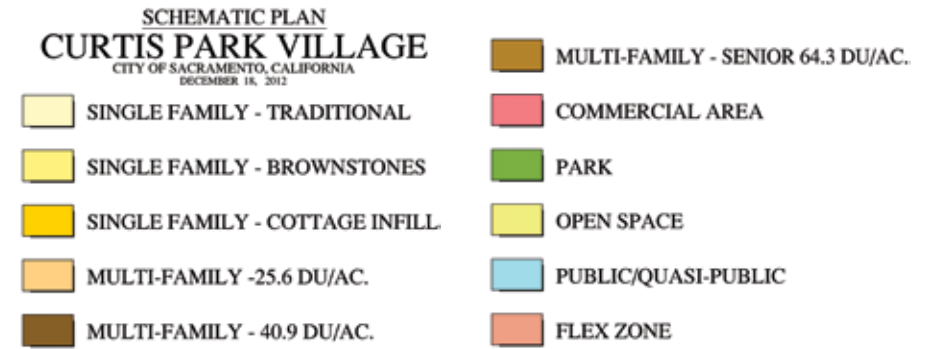 SCHEMATIC PLAN
CURTIS PARK VILLAGE
CITY OF SACRAMENTO, CALIFORNIA
DECEMBER 18, 2012
SINGLE FAMILY - TRADITIONAL
SINGLE FAMILY - BROWNSTONES
SINGLE FAMILY - COTTAGE INFILL
MULTI-FAMILY -25.6 DU/AC.
MULTI-FAMILY - 40.9 DU/AC.
MULTI-FAMILY - SENIOR 64.3 DU/AC.
COMMERCIAL AREA
PARK
OPEN SPACE
PUBLIC/QUASI-PUBLIC
FLEX ZONE